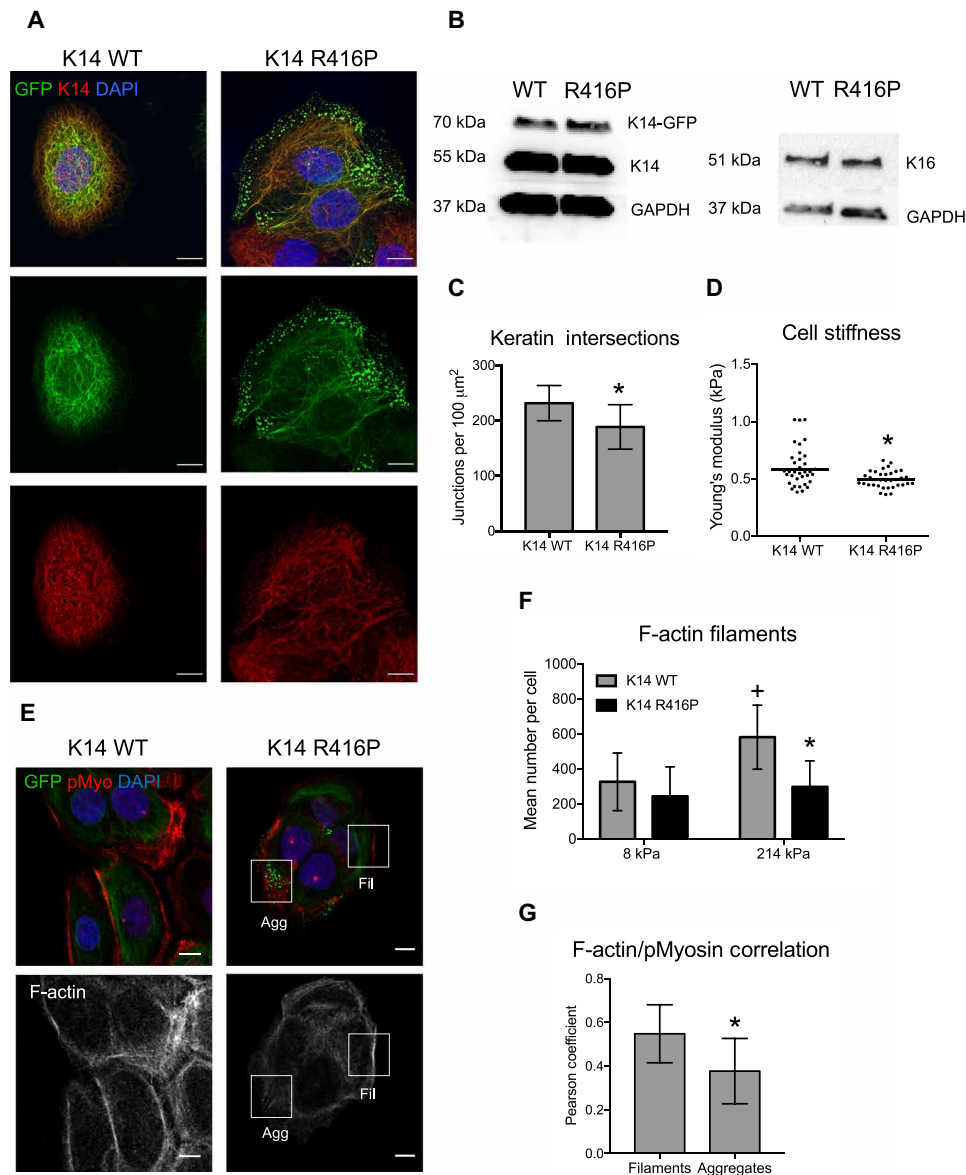 A
K14 WT
K14 R416P
GFP K14 DAPI
B
WT R416P
70 kDa
K14-GFP
55 kDa
K14
37 kDa
GAPDH
WT R416P
51 kDa
K16
37 kDa
GAPDH
C
Keratin intersections
Junctions per 100 µm²
300
200
100
0
*
K14 WT
K14 R416P
D
Cell stiffness
Young's modulus (kPa)
1.5
1.0
0.5
0.0
*
K14 WT
K14 R416P
E
K14 WT
K14 R416P
GFP pMyo DAPI
Agg
Fil
F-actin
Agg
Fil
F
F-actin filaments
Mean number per cell
1000
800
600
400
200
0
K14 WT
K14 R416P
+
*
8 kPa
214 kPa
G
F-actin/pMyosin correlation
Pearson coefficient
0.8
0.6
0.4
0.2
0.0
*
Filaments
Aggregates